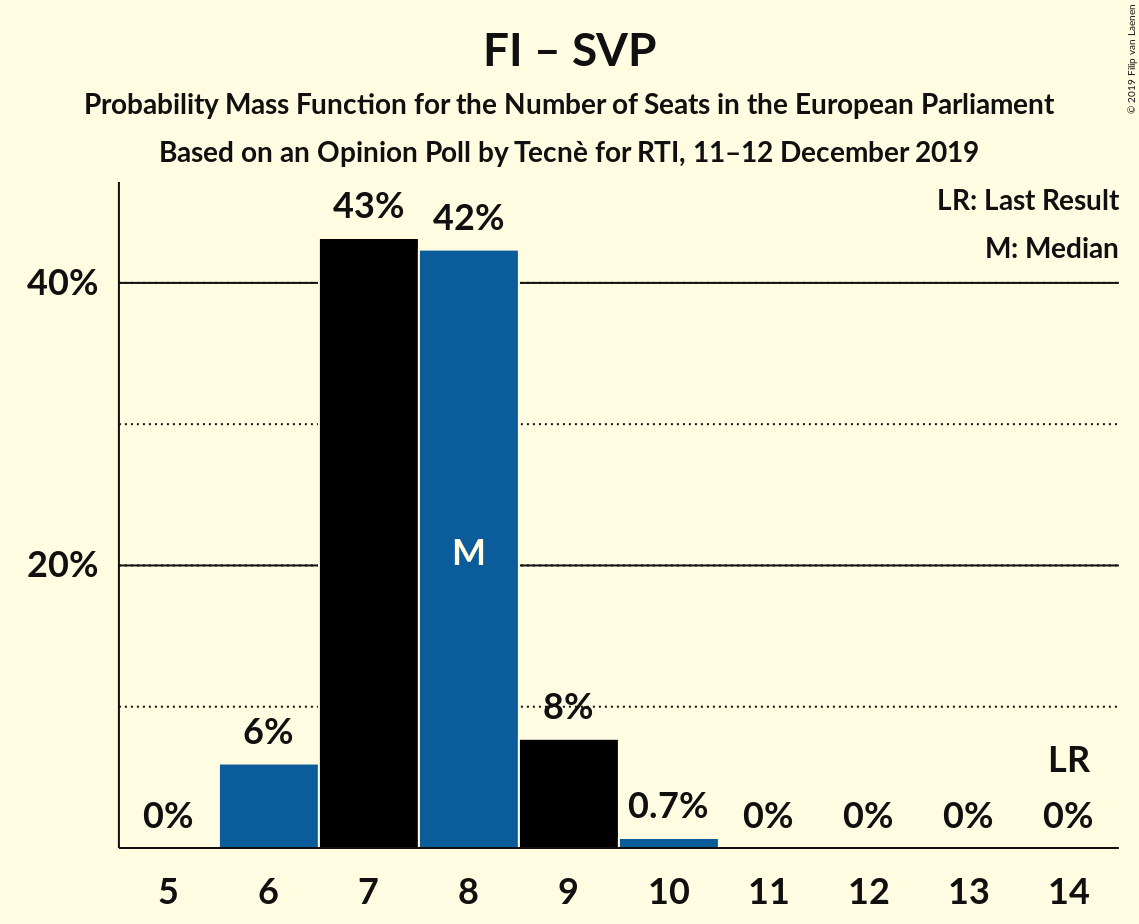 FI – SVP
Probability Mass Function for the Number of Seats in the European Parliament
Based on an Opinion Poll by Tecnè for RTI, 11–12 December 2019
© 2019 Filip van Laenen
LR: Last Result
M: Median
43%
42%
40%
20%
M
8%
6%
LR
0%
0.7%
0%
0%
0%
0%
5 6 7 8 9 10 11 12 13 14